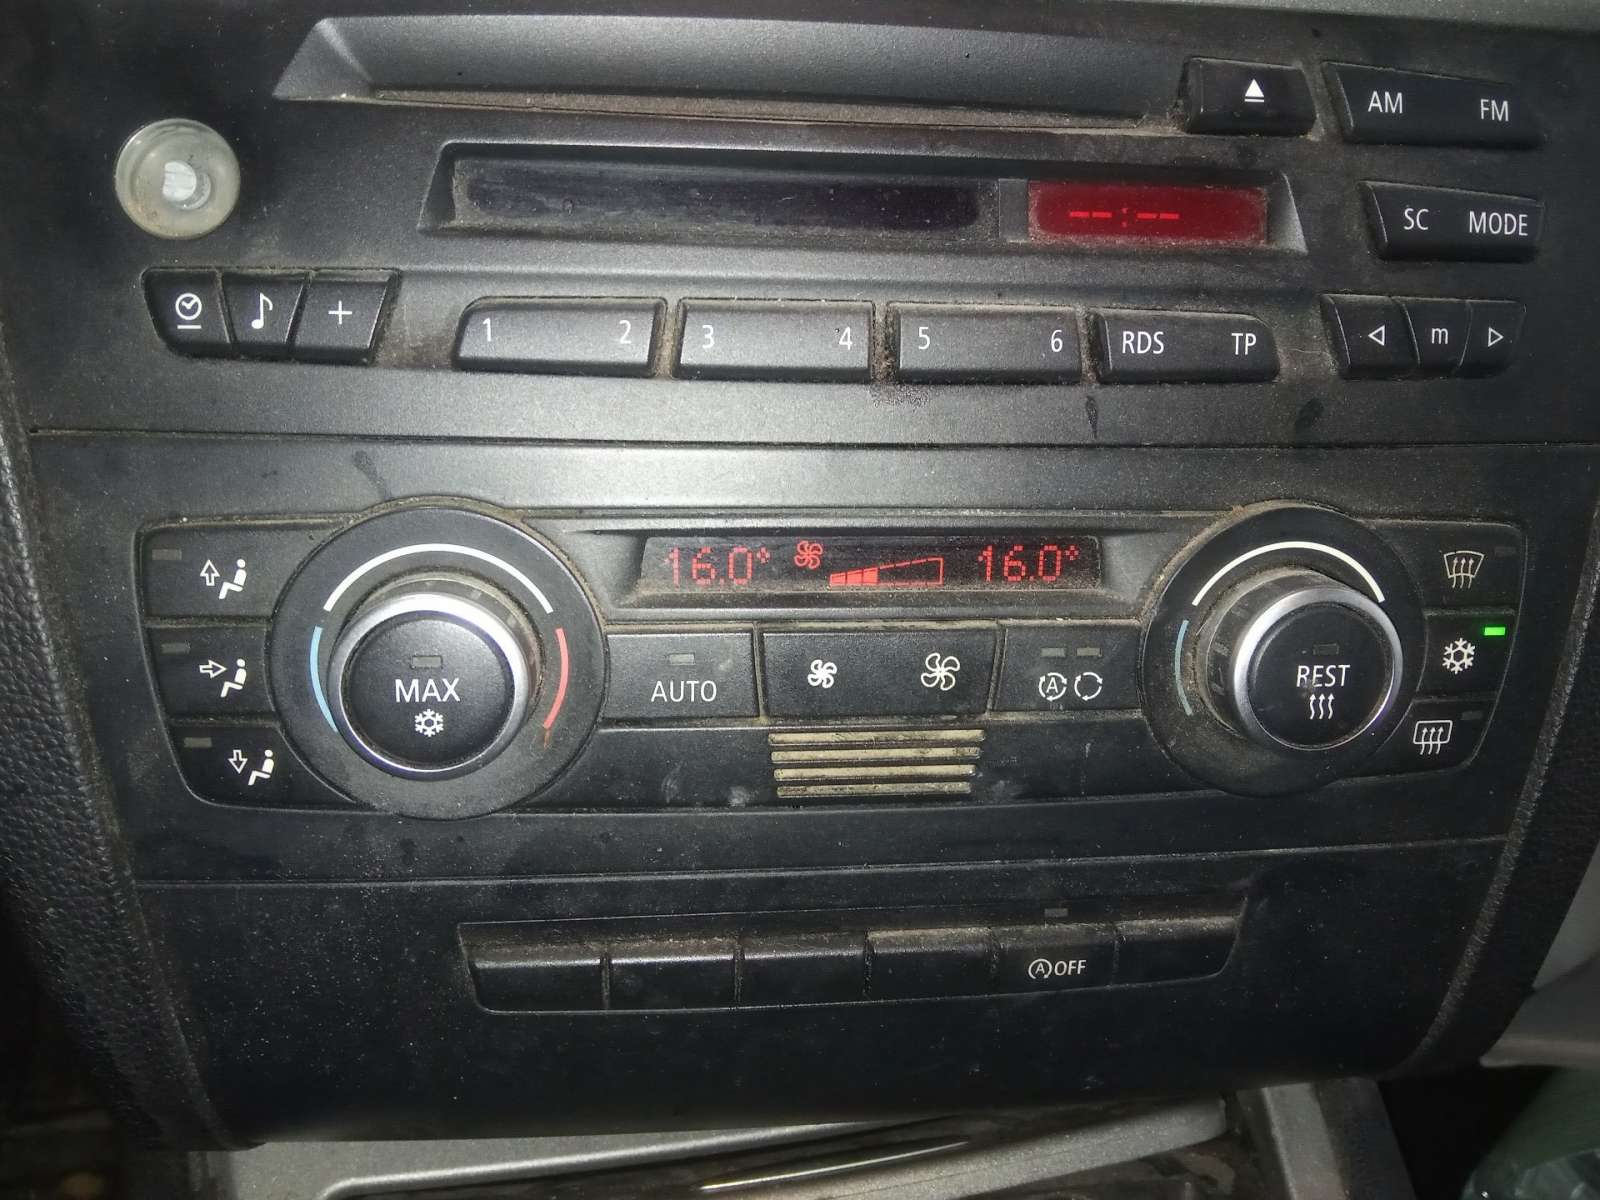 AM FM
--:--
SC MODE
1 2 3 4 5 6 RDS TP
m
16.0° 16.0°
MAX
AUTO
A
REST
A OFF